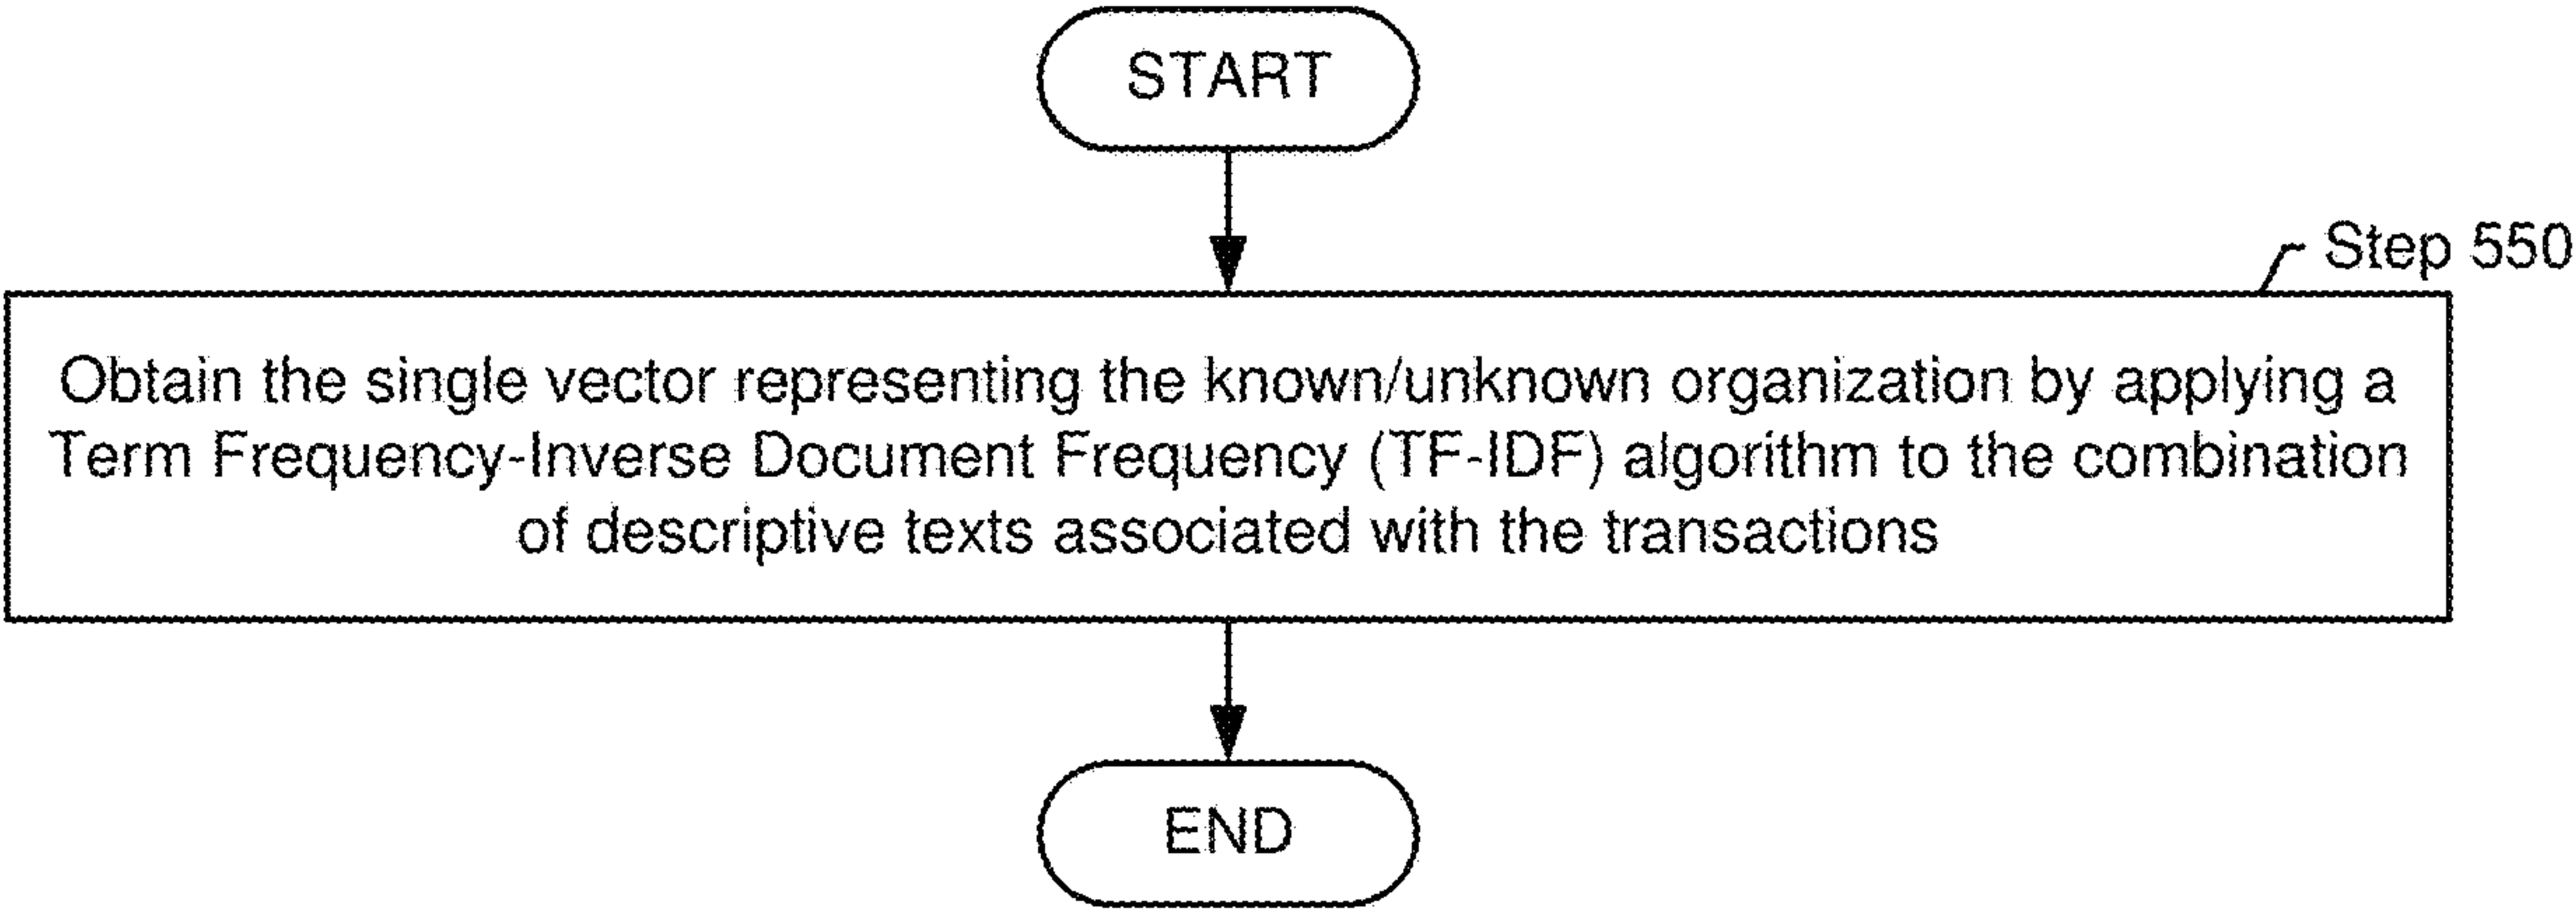 START
Step 550
Obtain the single vector representing the known/unknown organization by applying a
Term Frequency-Inverse Document Frequency (TF-IDF) algorithm to the combination
of descriptive texts associated with the transactions
END